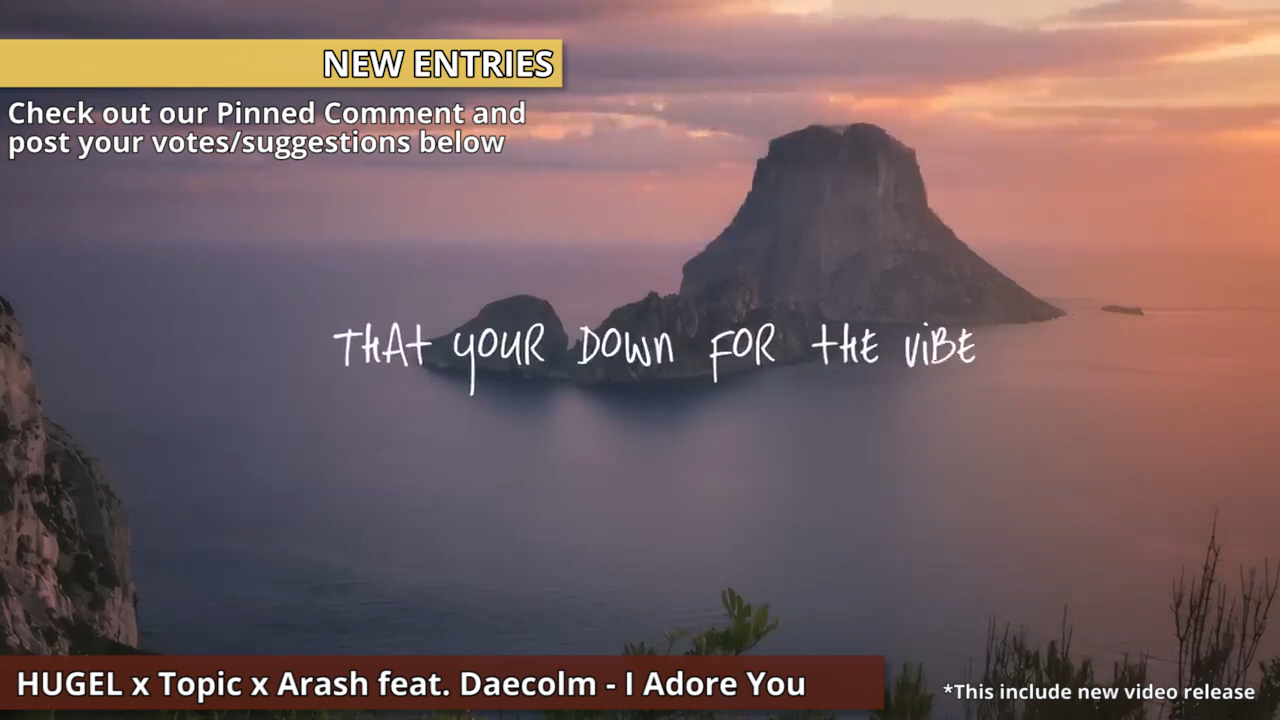 NEW ENTRIES
Check out our Pinned Comment and
post your votes/suggestions below
THAT YOUR DOWN FOR THE VIBE
HUGEL x Topic x Arash feat. Daecolm - I Adore You
*This include new video release